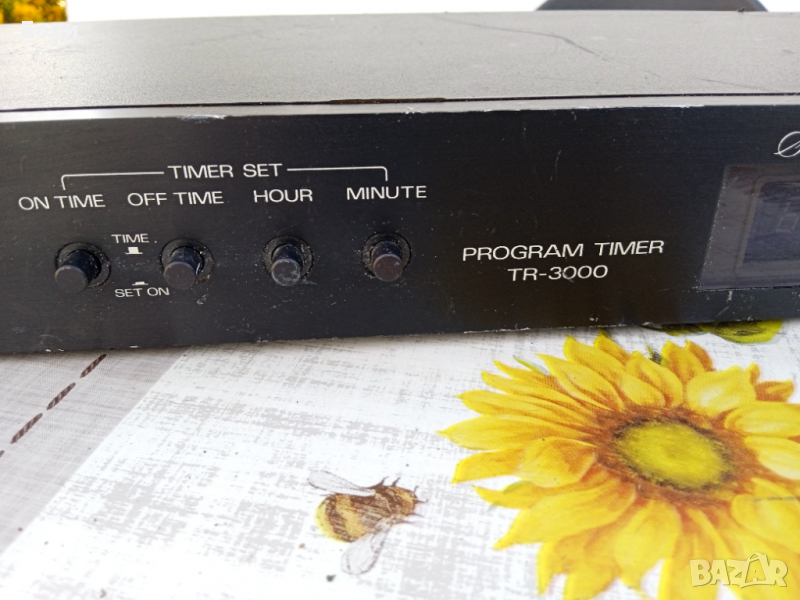 TIMER SET
ON TIME OFF TIME HOUR MINUTE
TIME
SET ON
PROGRAM TIMER
TR-3000
BAZAR